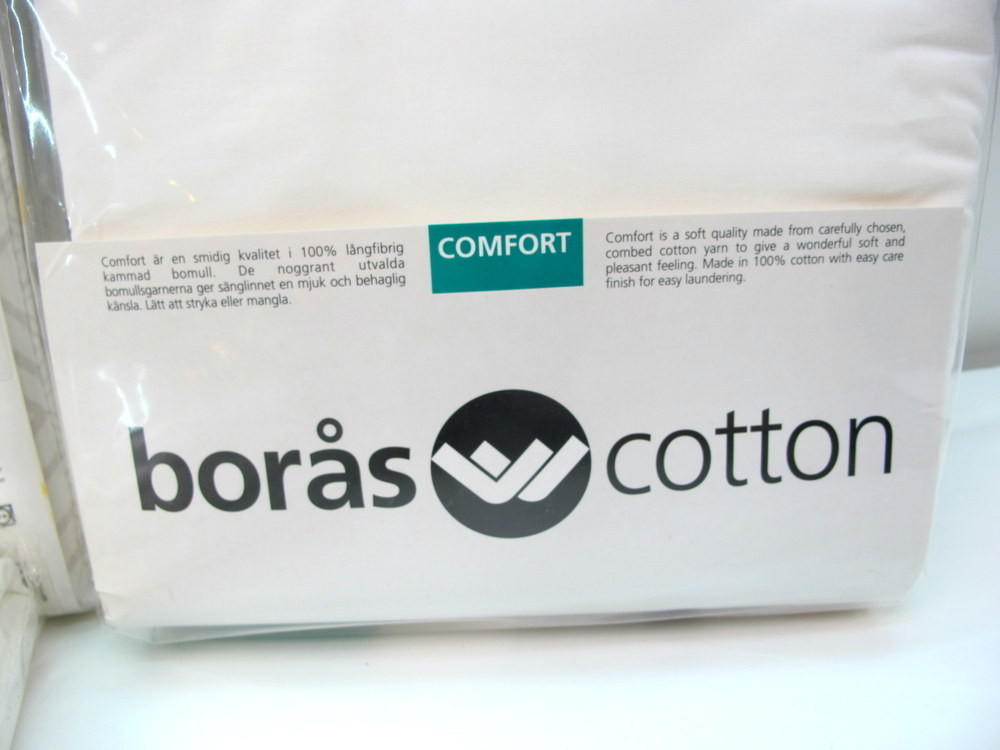 Comfort är en smidig kvalitet i 100% långfibrig
kammad bomull. De noggrant utvalda
bomullsgarnerna ger sänglinnet en mjuk och behaglig
känsla. Lätt att stryka eller mangla.
COMFORT
Comfort is a soft quality made from carefully chosen,
combed cotton yarn to give a wonderful soft and
pleasant feeling. Made in 100% cotton with easy care
finish for easy laundering.
borås cotton